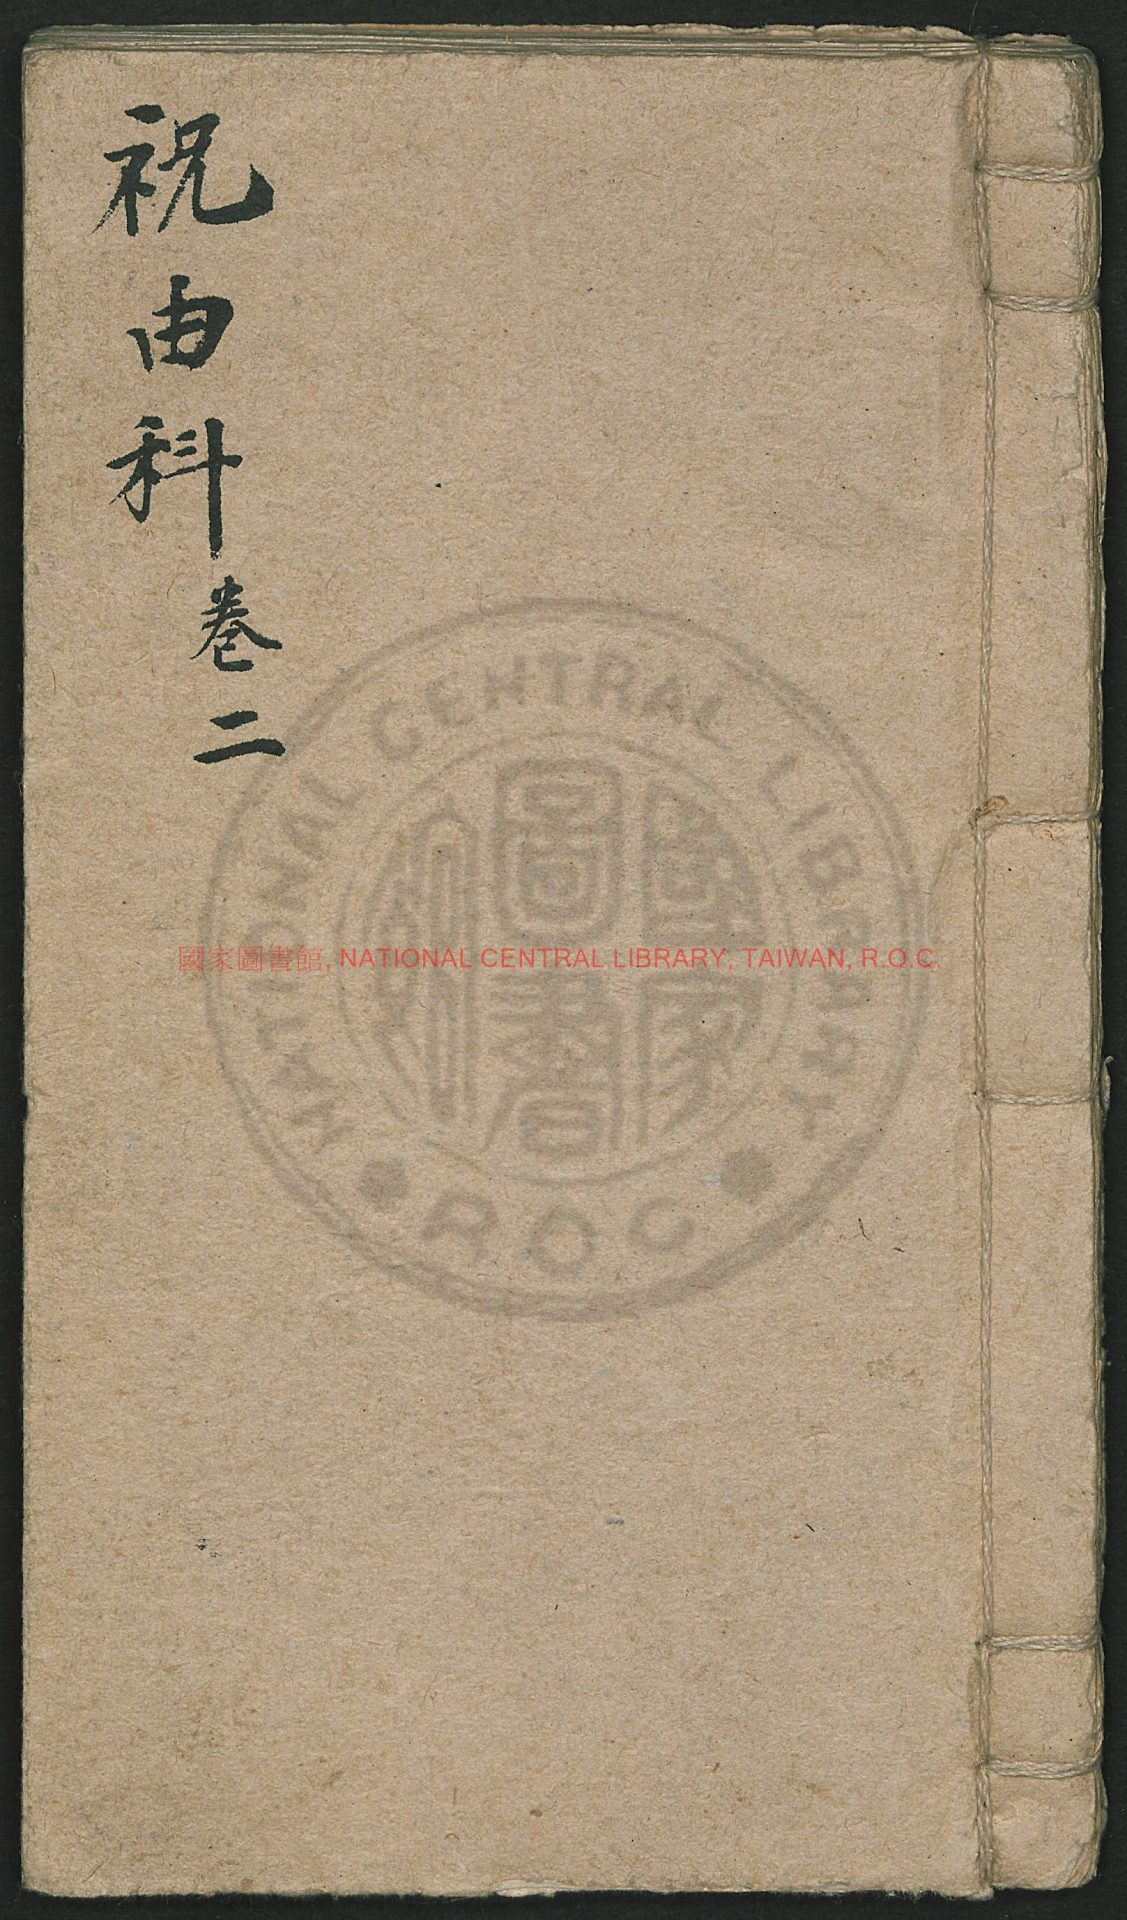 祝由科卷二
國家圖書館, NATIONAL CENTRAL LIBRARY, TAIWAN, R.O.C.
NATIONAL CENTRAL LIBRARY
R.O.C
國家圖書館